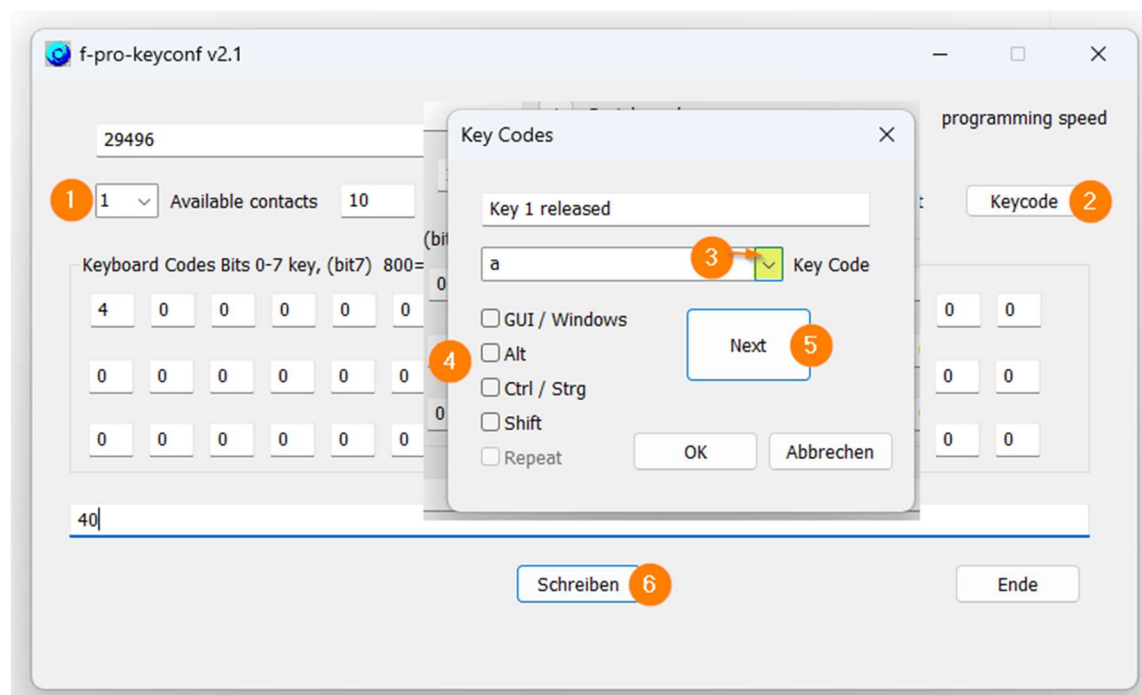 f-pro-keyconf v2.1
programming speed
29496
Key Codes
1 1 Available contacts 10
Keycode 2
Key 1 released
Keyboard Codes Bits 0-7 key, (bit7) 800=
(bit
0
a 3 Key Code
4 0 0 0 0 0
0 0
GUI / Windows
4 Alt
Next 5
0 0 0 0 0 0
0 0
Ctrl / Strg
0
Shift
0 0 0 0 0 0
0 0
Repeat
OK
Abbrechen
40
Schreiben 6
Ende